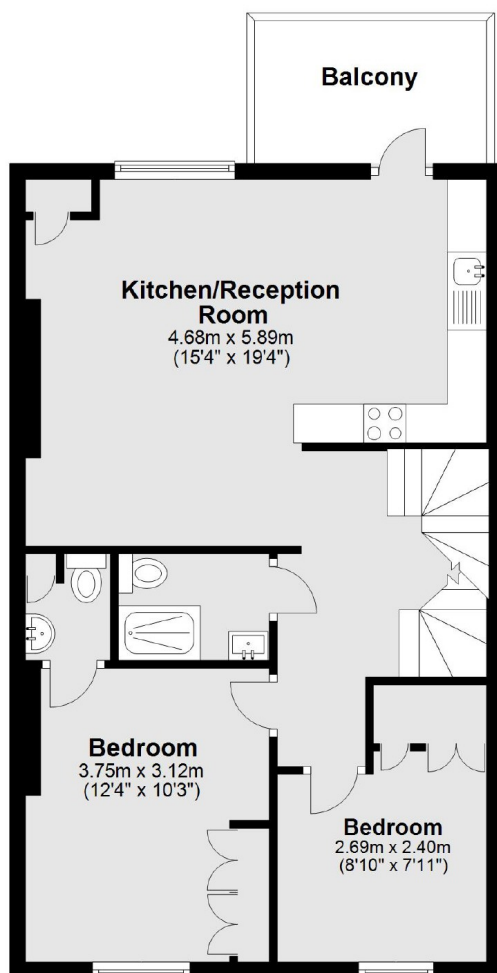 Balcony
Kitchen/Reception
Room
4.68m x 5.89m
(15'4" x 19'4")
Bedroom
3.75m x 3.12m
(12'4" x 10'3")
Bedroom
2.69m x 2.40m
(8'10" x 7'11")